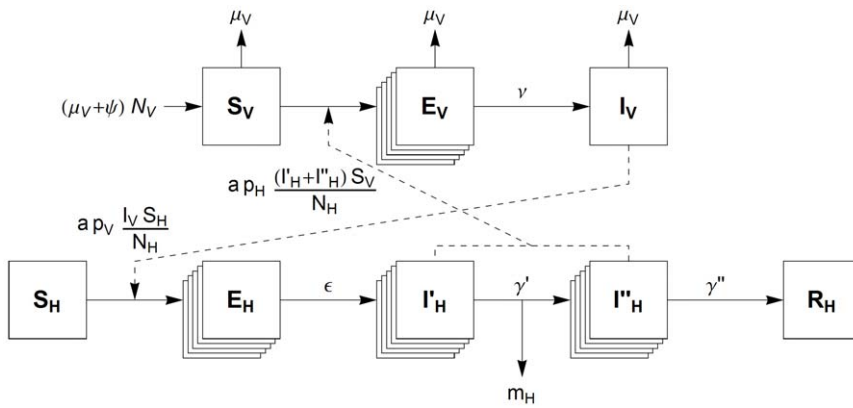 μV μV μV
(μV+ψ) NV SV EV ν IV
a pH (I'H+I''H) SV / NH
a pV IV SH / NH
SH EH ϵ I'H γ' I''H γ'' RH
mH